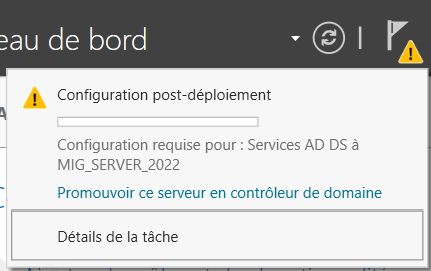 eau de bord
Configuration post-déploiement
Configuration requise pour : Services AD DS à
MIG_SERVER_2022
Promouvoir ce serveur en contrôleur de domaine
Détails de la tâche